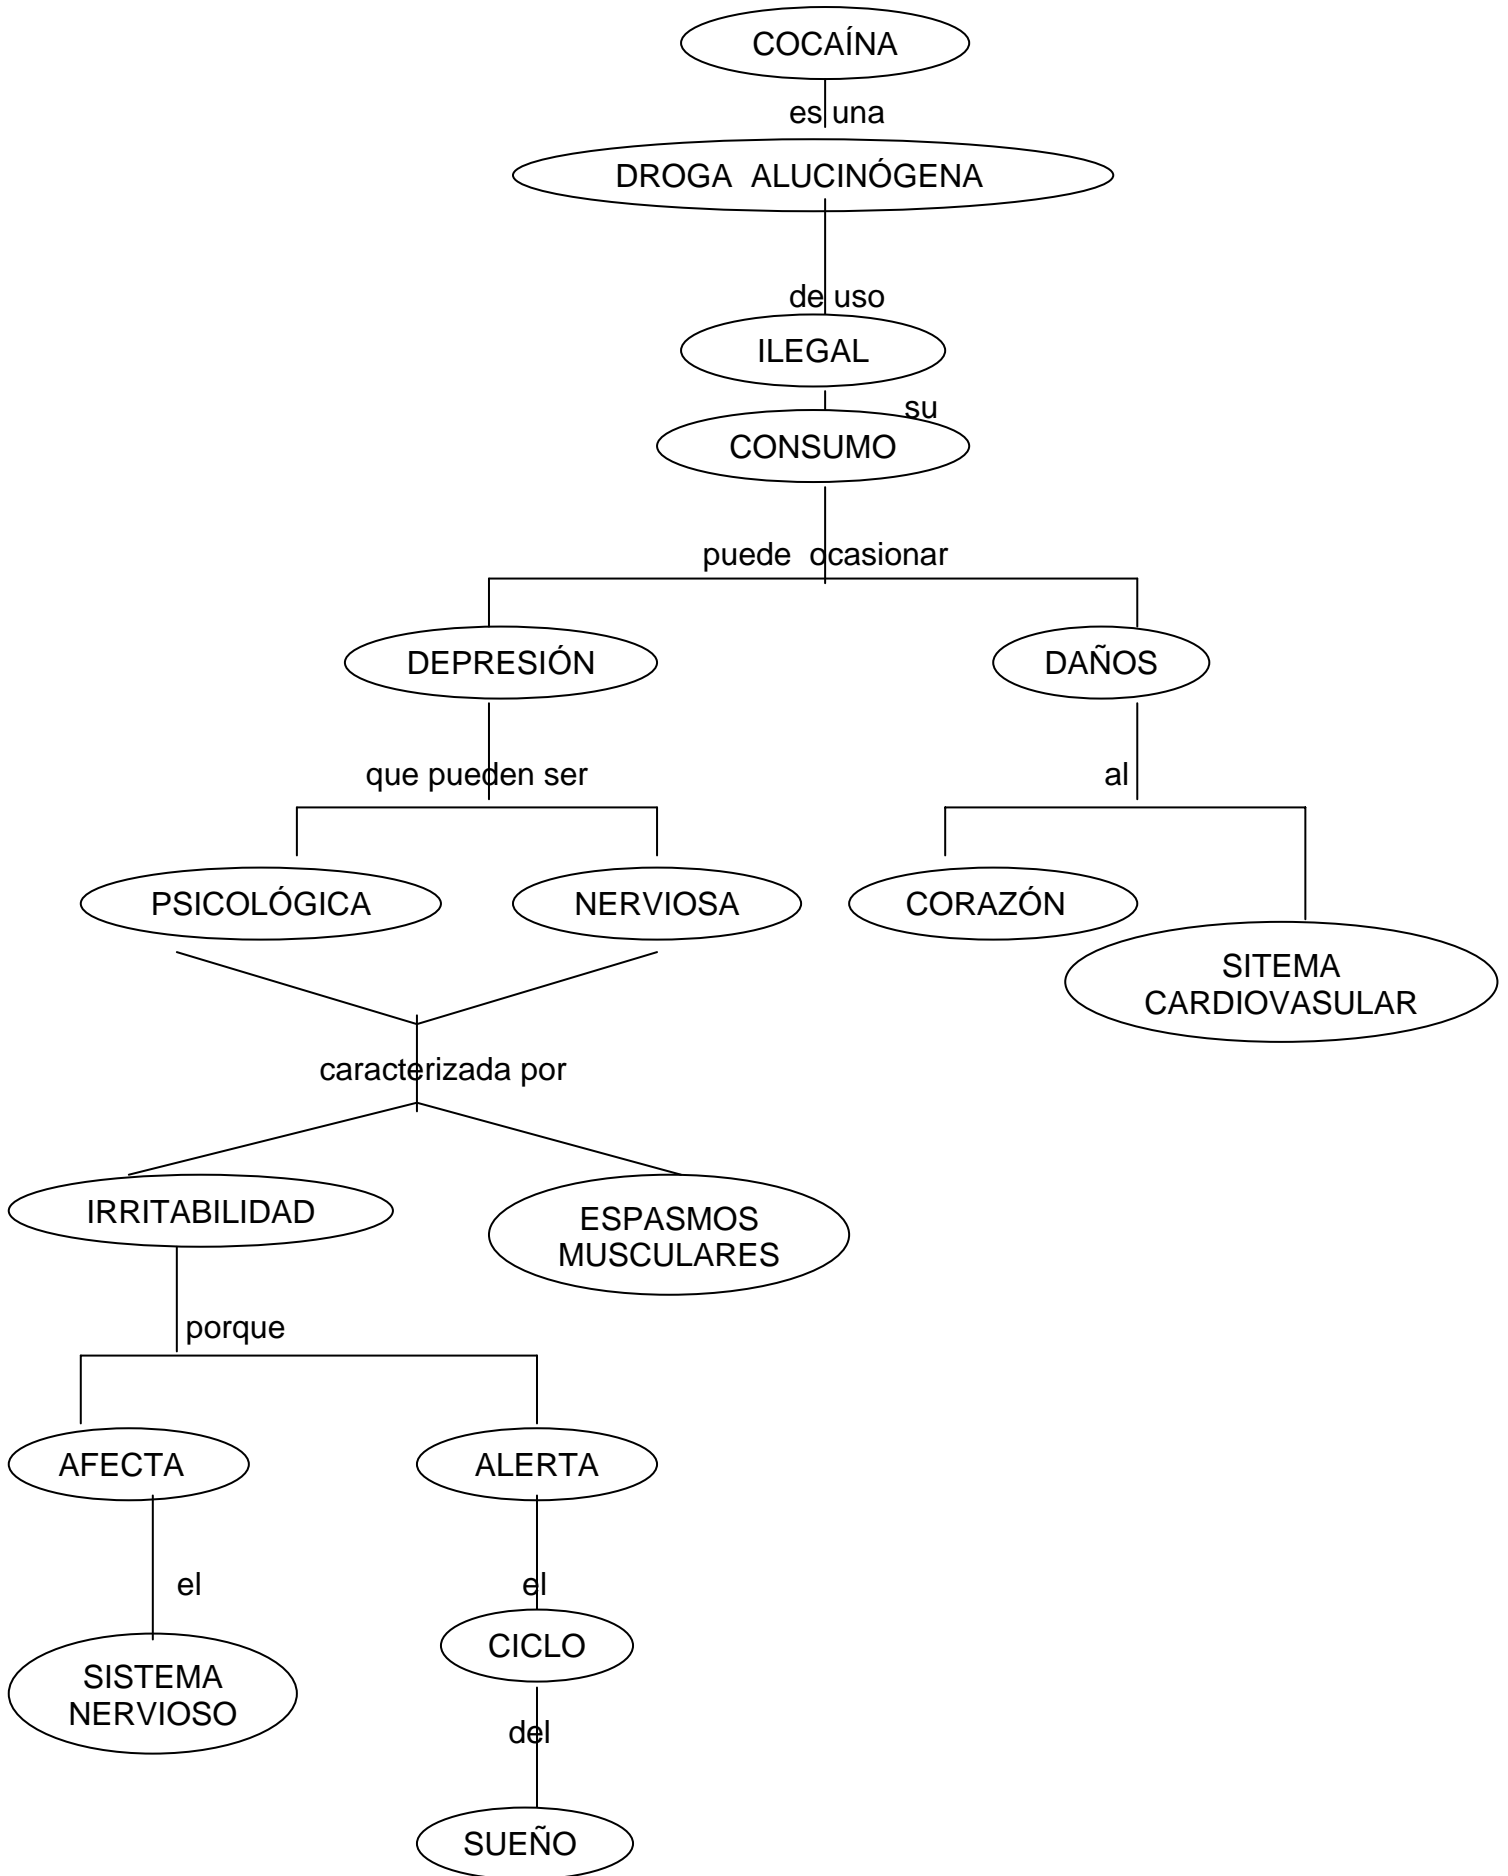 COCAÍNA
es una
DROGA ALUCINÓGENA
de uso
ILEGAL
su
CONSUMO
puede ocasionar
DEPRESIÓN
DAÑOS
que pueden ser
al
PSICOLÓGICA
NERVIOSA
CORAZÓN
SITEMA
CARDIOVASULAR
caracterizada por
IRRITABILIDAD
ESPASMOS
MUSCULARES
porque
AFECTA
ALERTA
el
el
CICLO
SISTEMA
NERVIOSO
del
SUEÑO